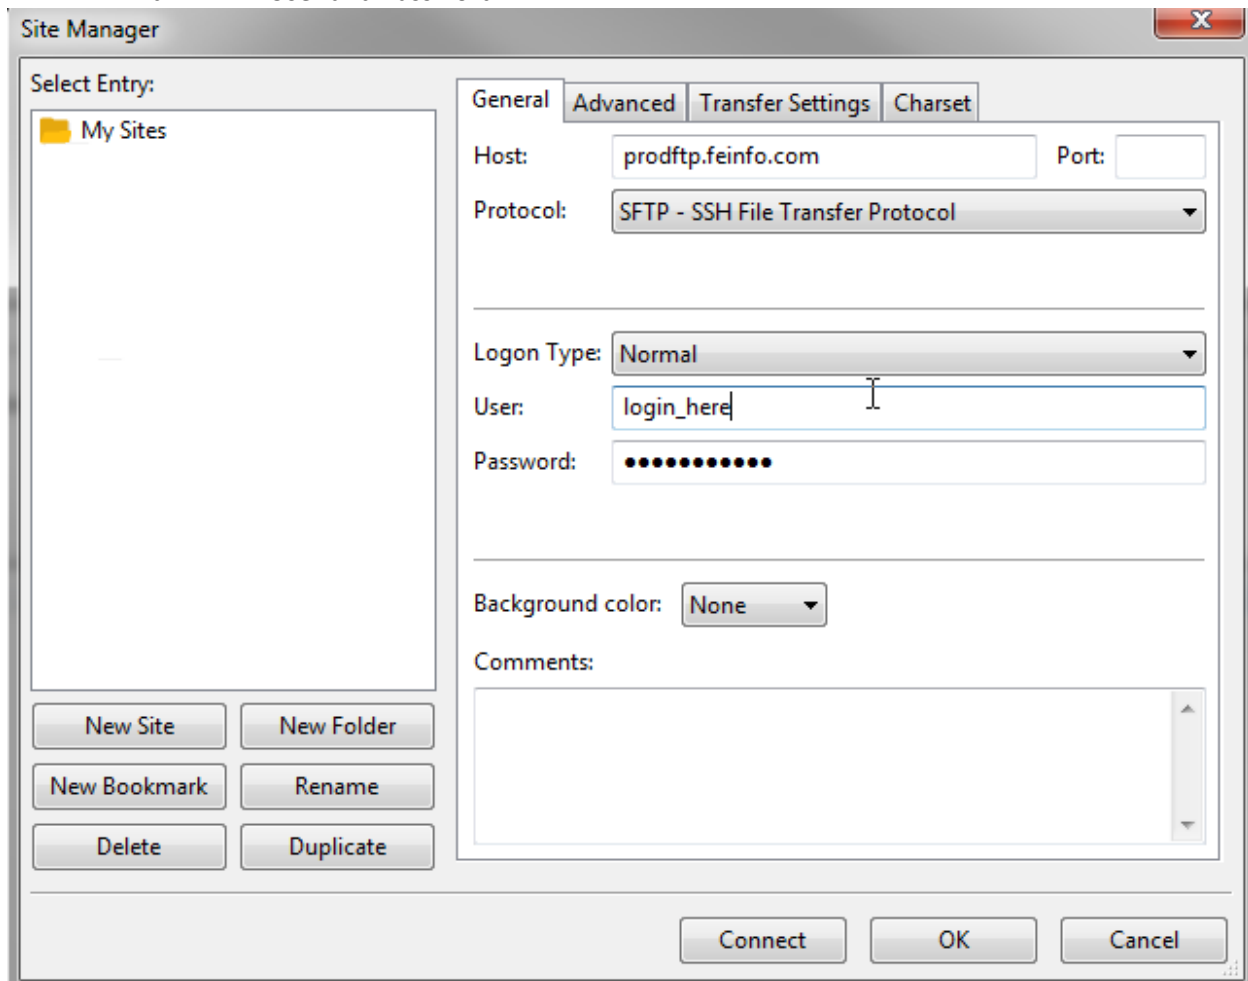 Site Manager
Select Entry:
My Sites
New Site New Folder
New Bookmark Rename
Delete Duplicate
General Advanced Transfer Settings Charset
Host: prodftp.feinfo.com Port:
Protocol: SFTP - SSH File Transfer Protocol
Logon Type: Normal
User: login_here
Password: •••••••••••
Background color: None
Comments:
Connect OK Cancel